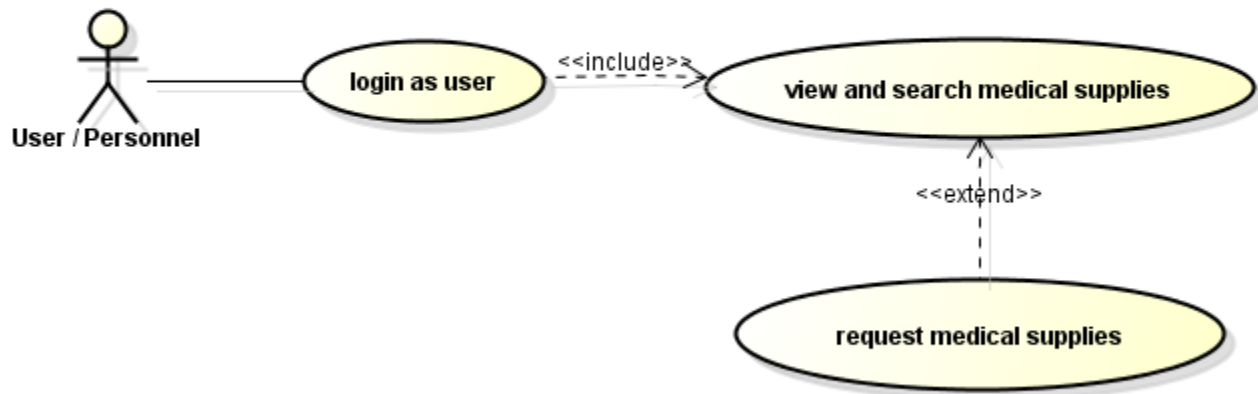 login as user
<<include>>
view and search medical supplies
User / Personnel
<<extend>>
request medical supplies